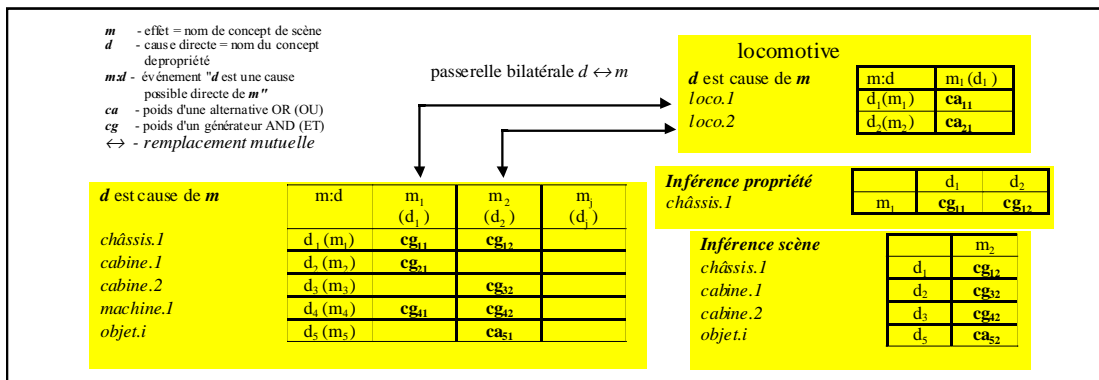 m - effet = nom de concept de scène
d - cause directe = nom du concept
depropriété
m:d - événement "d est une cause
possible directe de m"
ca - poids d'une alternative OR (OU)
cg - poids d'un générateur AND (ET)
↔ - remplacement mutuelle
passerelle bilatérale d ↔ m
locomotive
d est cause de m m:d m₁(d₁)
loco.1 d₁(m₁) ca₁₁
loco.2 d₂(m₂) ca₂₁
d est cause de m m:d m₁ (d₁) m₂ (d₂) mⱼ (dⱼ)
châssis.1 d₁(m₁) cg₁₁ cg₁₂
cabine.1 d₂(m₂) cg₂₁
cabine.2 d₃(m₃) cg₃₂
machine.1 d₄(m₄) cg₄₁ cg₄₂
objet.i d₅(m₅) ca₅₁
Inférence propriété d₁ d₂
châssis.1 m₁ cg₁₁ cg₁₂
Inférence scène m₂
châssis.1 d₁ cg₁₂
cabine.1 d₂ cg₃₂
cabine.2 d₃ cg₄₂
objet.i d₅ ca₅₂